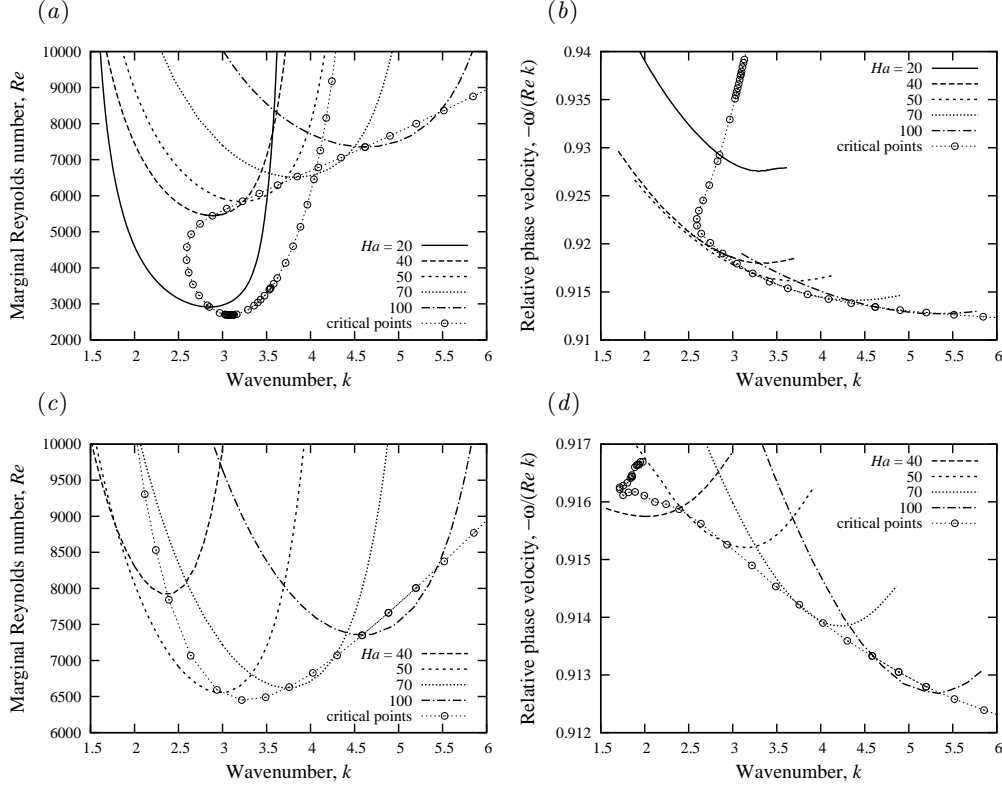 (a)
Marginal Reynolds number, Re
10000
9000
8000
7000
6000
5000
4000
3000
2000
Ha = 20
40
50
70
100
critical points
1.5 2 2.5 3 3.5 4 4.5 5 5.5 6
Wavenumber, k
(b)
Relative phase velocity, −ω/(Re k)
0.94
0.935
0.93
0.925
0.92
0.915
0.91
Ha = 20
40
50
70
100
critical points
1.5 2 2.5 3 3.5 4 4.5 5 5.5 6
Wavenumber, k
(c)
Marginal Reynolds number, Re
10000
9500
9000
8500
8000
7500
7000
6500
6000
Ha = 40
50
70
100
critical points
1.5 2 2.5 3 3.5 4 4.5 5 5.5 6
Wavenumber, k
(d)
Relative phase velocity, −ω/(Re k)
0.917
0.916
0.915
0.914
0.913
0.912
Ha = 40
50
70
100
critical points
1.5 2 2.5 3 3.5 4 4.5 5 5.5 6
Wavenumber, k